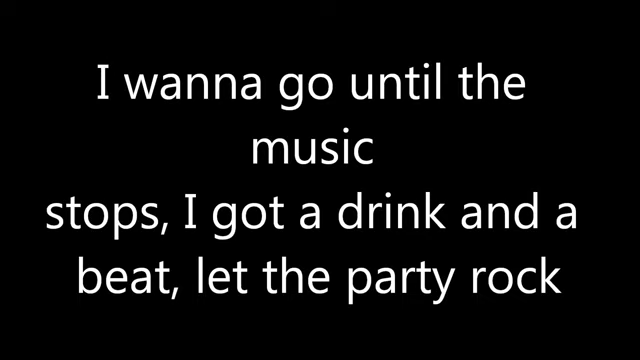 I wanna go until the
music
stops, I got a drink and a
beat, let the party rock